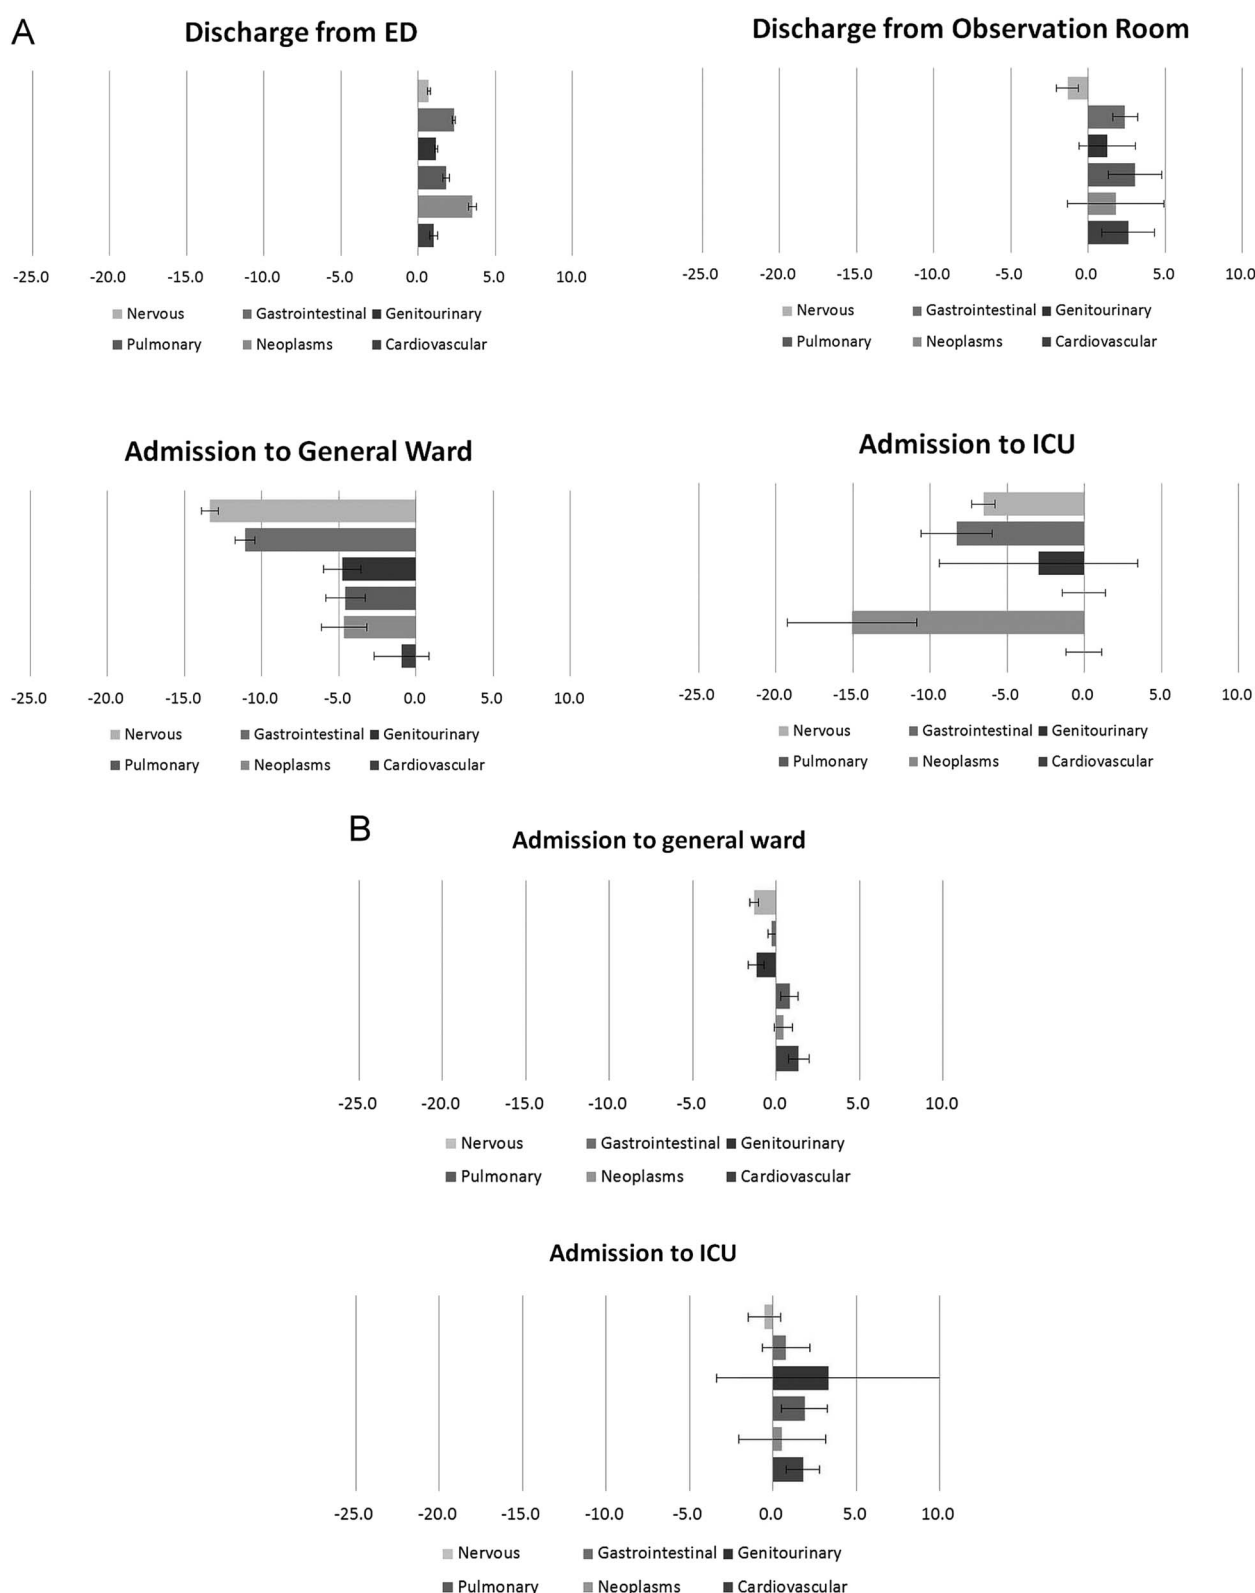 A
Discharge from ED
-25.0 -20.0 -15.0 -10.0 -5.0 0.0 5.0 10.0
Nervous Gastrointestinal Genitourinary
Pulmonary Neoplasms Cardiovascular
Discharge from Observation Room
-25.0 -20.0 -15.0 -10.0 -5.0 0.0 5.0 10.0
Nervous Gastrointestinal Genitourinary
Pulmonary Neoplasms Cardiovascular
Admission to General Ward
-25.0 -20.0 -15.0 -10.0 -5.0 0.0 5.0 10.0
Nervous Gastrointestinal Genitourinary
Pulmonary Neoplasms Cardiovascular
Admission to ICU
-25.0 -20.0 -15.0 -10.0 -5.0 0.0 5.0 10.0
Nervous Gastrointestinal Genitourinary
Pulmonary Neoplasms Cardiovascular
B
Admission to general ward
-25.0 -20.0 -15.0 -10.0 -5.0 0.0 5.0 10.0
Nervous Gastrointestinal Genitourinary
Pulmonary Neoplasms Cardiovascular
Admission to ICU
-25.0 -20.0 -15.0 -10.0 -5.0 0.0 5.0 10.0
Nervous Gastrointestinal Genitourinary
Pulmonary Neoplasms Cardiovascular